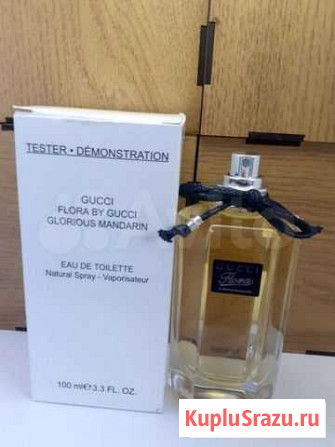 TESTER • DÉMONSTRATION
GUCCI
FLORA BY GUCCI
GLORIOUS MANDARIN
EAU DE TOILETTE
Natural Spray - Vaporisateur
100 ml ℮ 3.3 FL. OZ.
GUCCI
Flora
Avito
KupluSrazu.ru